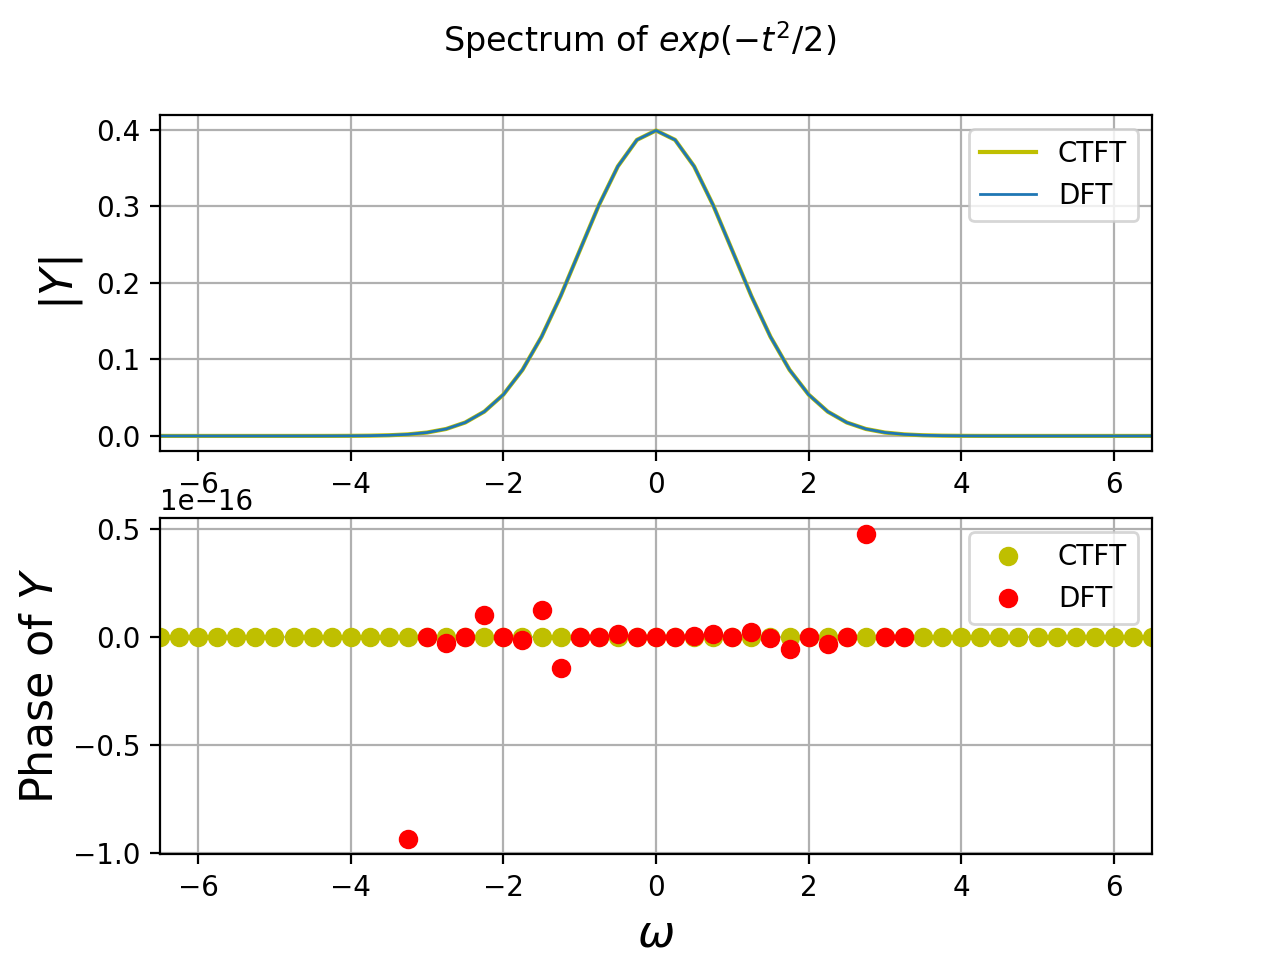 Spectrum of exp(−t²/2)
0.4
0.3
0.2
0.1
0.0
|Y|
CTFT
DFT
−6 −4 −2 0 2 4 6
1e−16
0.5
0.0
−0.5
−1.0
Phase of Y
CTFT
DFT
−6 −4 −2 0 2 4 6
ω